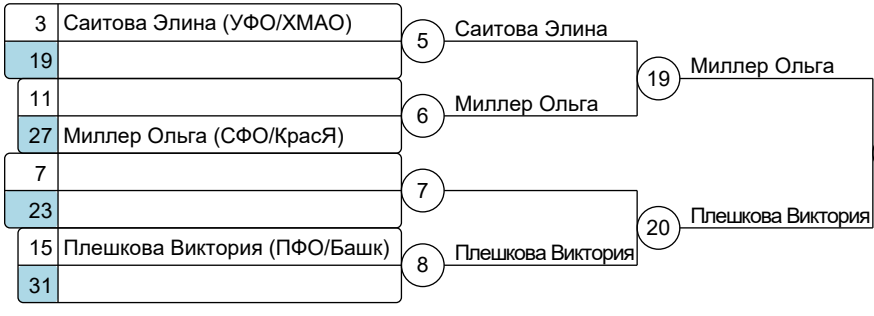 3 Саитова Элина (УФО/ХМАО)
19
5
Саитова Элина
11
27 Миллер Ольга (СФО/КрасЯ)
6
Миллер Ольга
19
Миллер Ольга
7
23
7
15 Плешкова Виктория (ПФО/Башк)
31
8
Плешкова Виктория
20
Плешкова Виктория